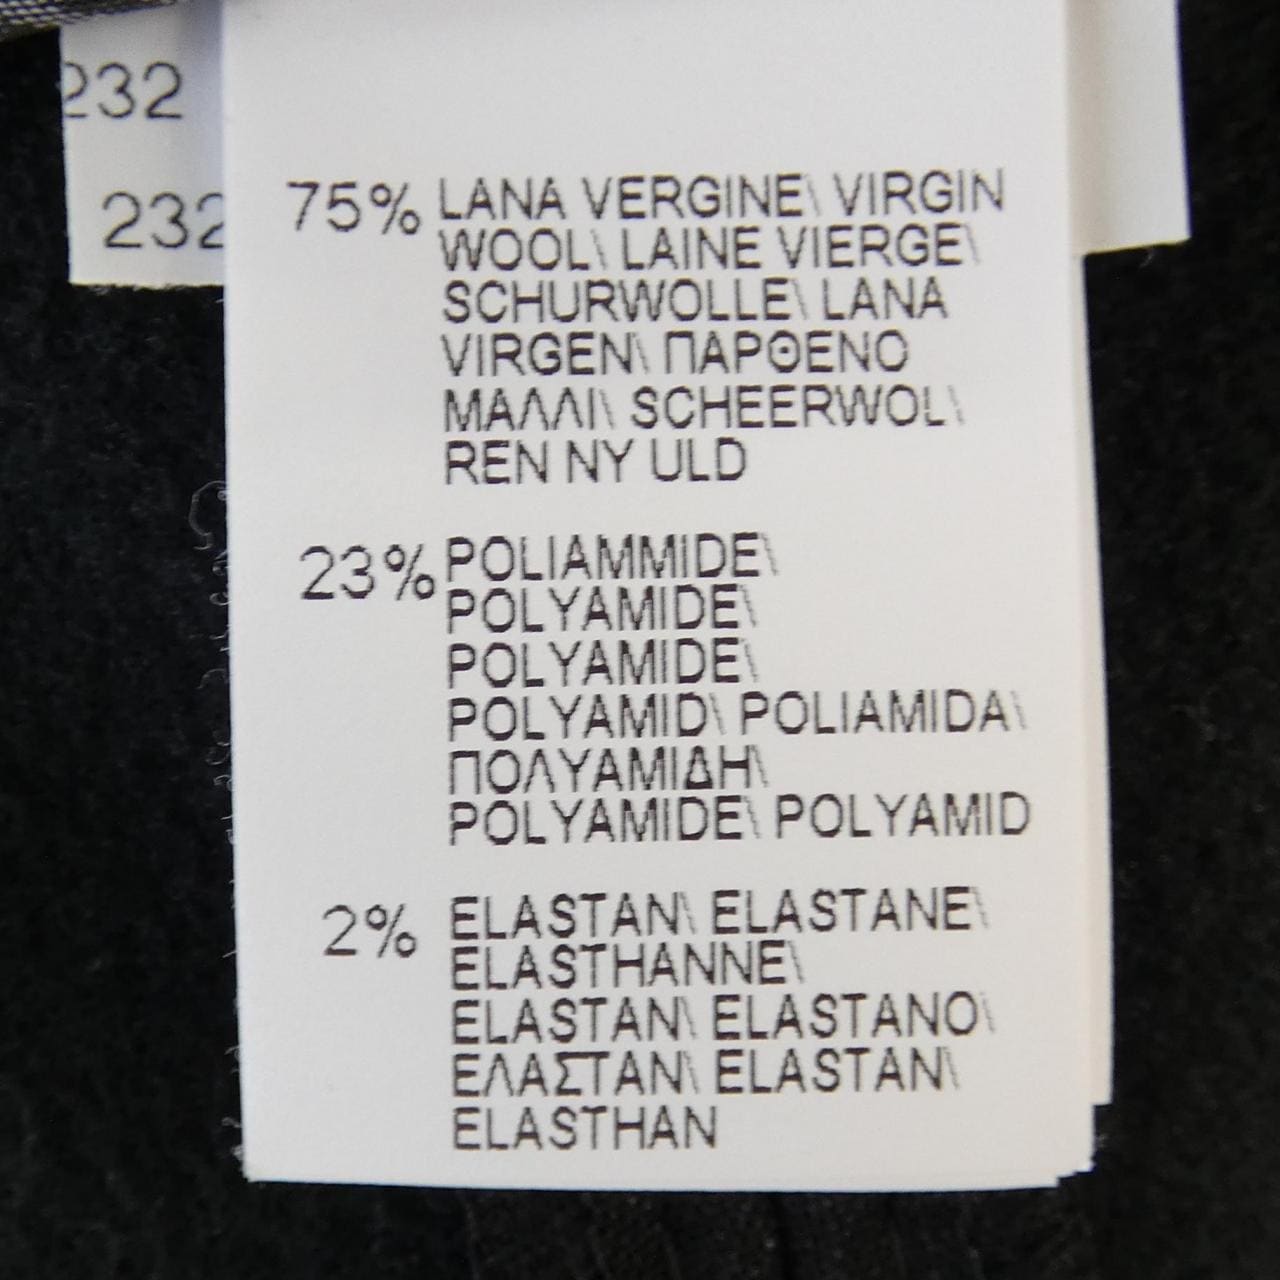 232
232
75% LANA VERGINE\ VIRGIN
WOOL\ LAINE VIERGE\
SCHURWOLLE\ LANA
VIRGEN\ ΠΑΡΘΕΝΟ
ΜΑΛΛΙ\ SCHEERWOL\
REN NY ULD
23% POLIAMMIDE\
POLYAMIDE\
POLYAMIDE\
POLYAMID\ POLIAMIDA\
ΠΟΛΥΑΜΙΔΗ\
POLYAMIDE\ POLYAMID
2% ELASTAN\ ELASTANE\
ELASTHANNE\
ELASTAN\ ELASTANO\
ΕΛΑΣΤΑΝ\ ELASTAN\
ELASTHAN